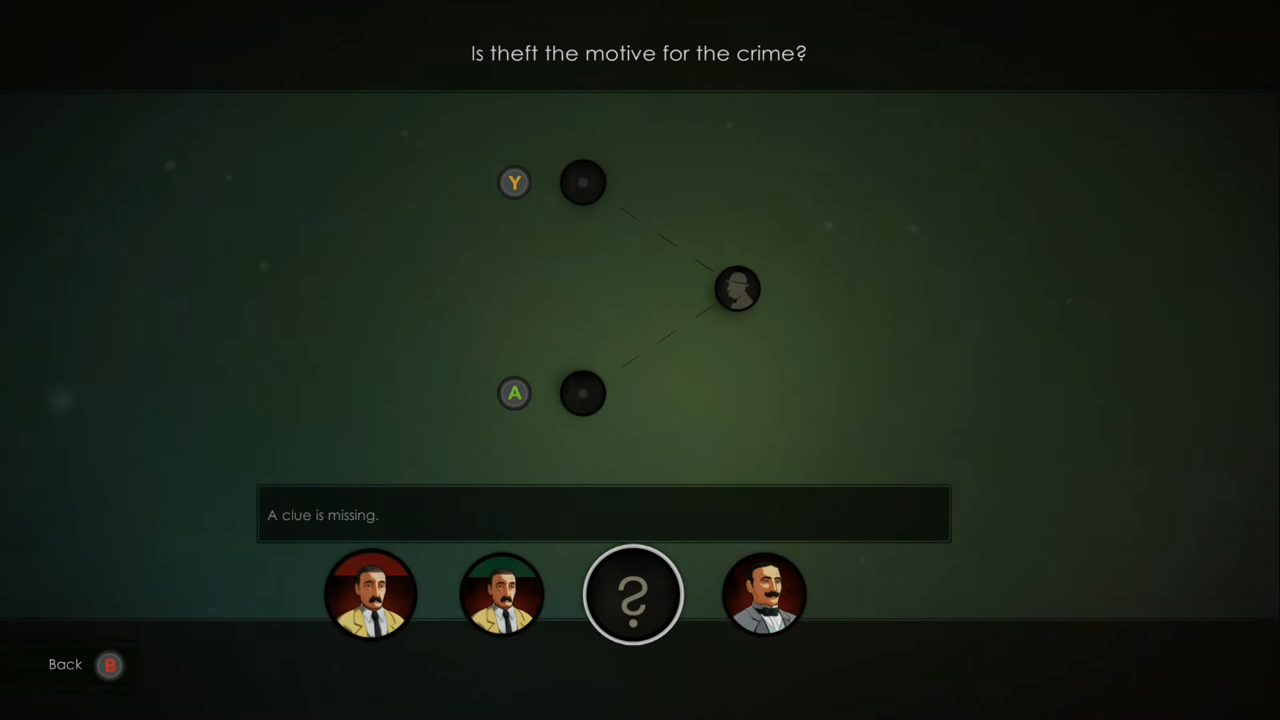 Is theft the motive for the crime?
Y
A
A clue is missing.
?
Back B